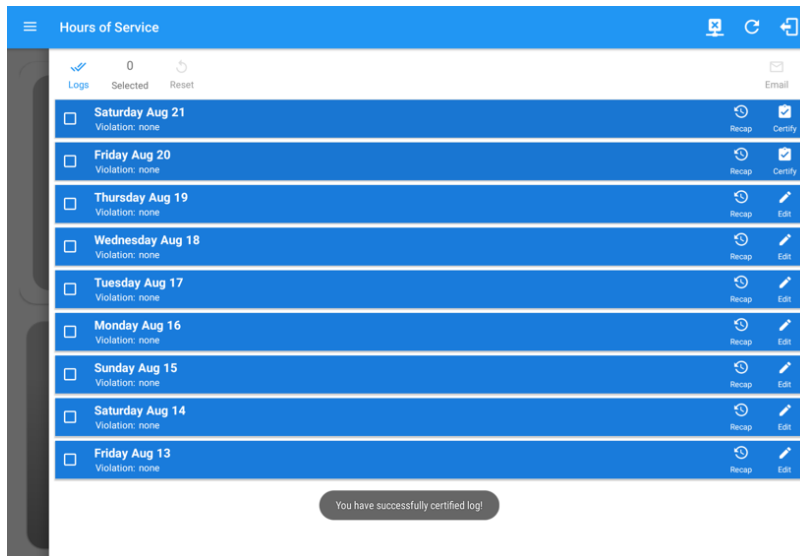 Hours of Service
0
Logs Selected Reset Email
Saturday Aug 21
Violation: none
Recap Certify
Friday Aug 20
Violation: none
Recap Certify
Thursday Aug 19
Violation: none
Recap Edit
Wednesday Aug 18
Violation: none
Recap Edit
Tuesday Aug 17
Violation: none
Recap Edit
Monday Aug 16
Violation: none
Recap Edit
Sunday Aug 15
Violation: none
Recap Edit
Saturday Aug 14
Violation: none
Recap Edit
Friday Aug 13
Violation: none
Recap Edit
You have successfully certified log!